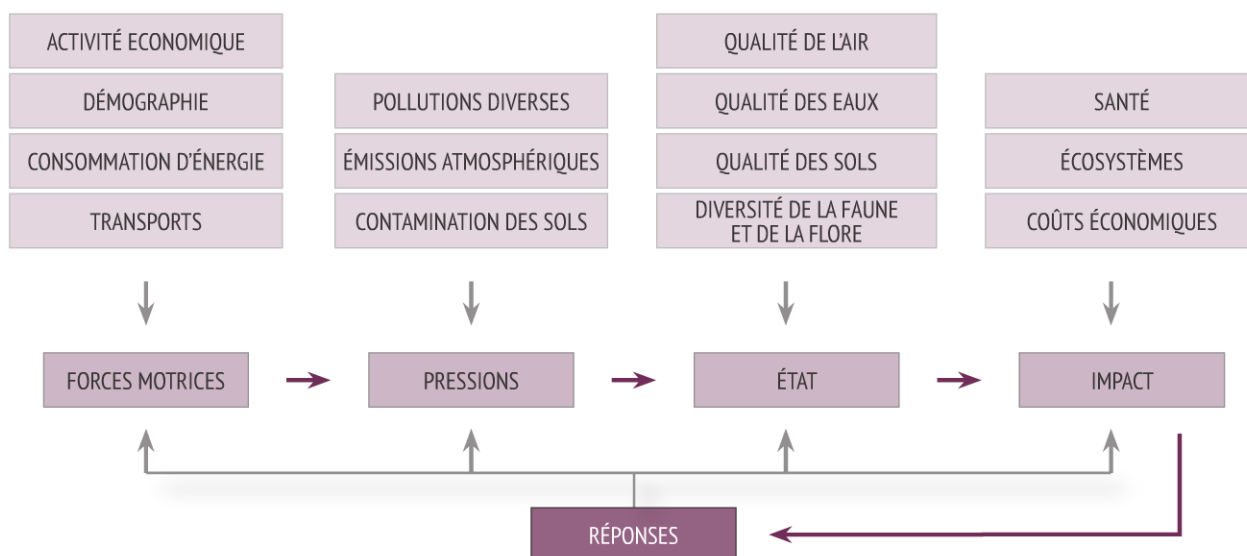 ACTIVITÉ ECONOMIQUE
DÉMOGRAPHIE
CONSOMMATION D'ÉNERGIE
TRANSPORTS
POLLUTIONS DIVERSES
ÉMISSIONS ATMOSPHÉRIQUES
CONTAMINATION DES SOLS
QUALITÉ DE L'AIR
QUALITÉ DES EAUX
QUALITÉ DES SOLS
DIVERSITÉ DE LA FAUNE
ET DE LA FLORE
SANTÉ
ÉCOSYSTÈMES
COÛTS ÉCONOMIQUES
FORCES MOTRICES
PRESSIONS
ÉTAT
IMPACT
RÉPONSES